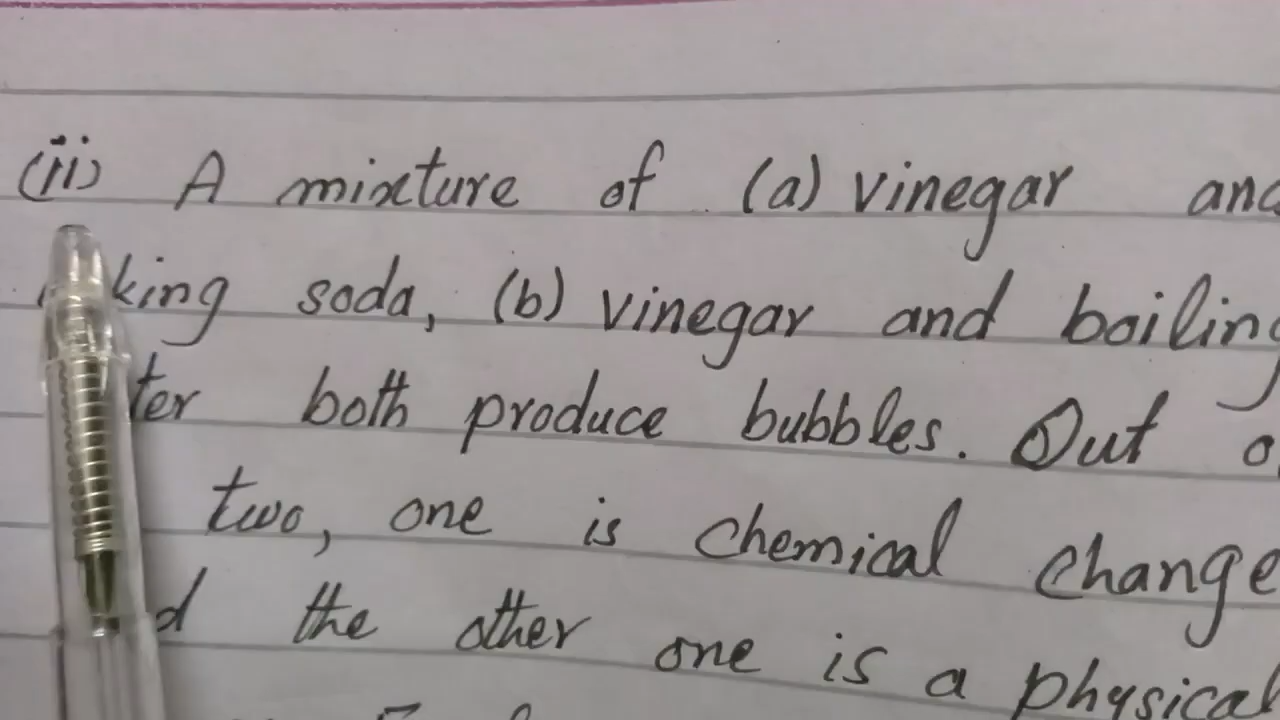 (ii) A mixture of (a) vinegar and
king soda, (b) vinegar and boiling
ter both produce bubbles. Out
two, one is chemical change
d the other one is a physical